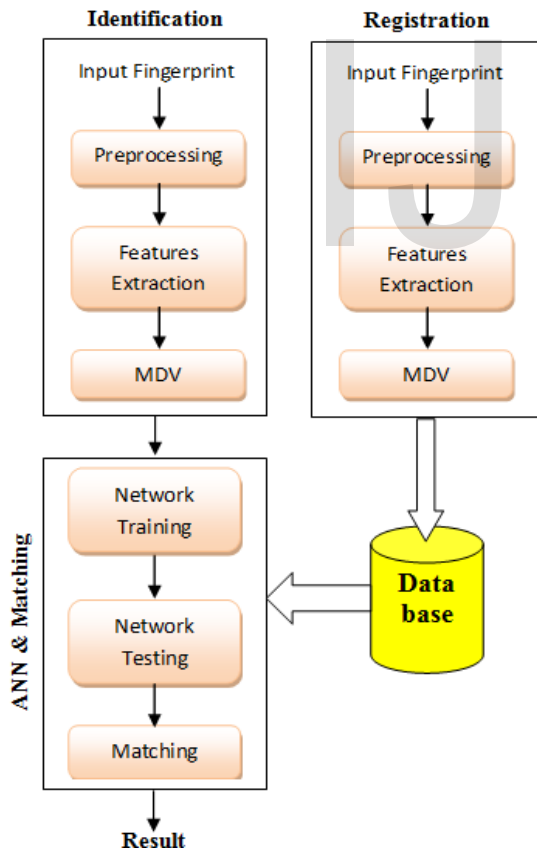 Identification
Input Fingerprint
Preprocessing
Features
Extraction
MDV
Registration
Input Fingerprint
Preprocessing
Features
Extraction
MDV
IJ
ANN & Matching
Network
Training
Network
Testing
Matching
Data
base
Result